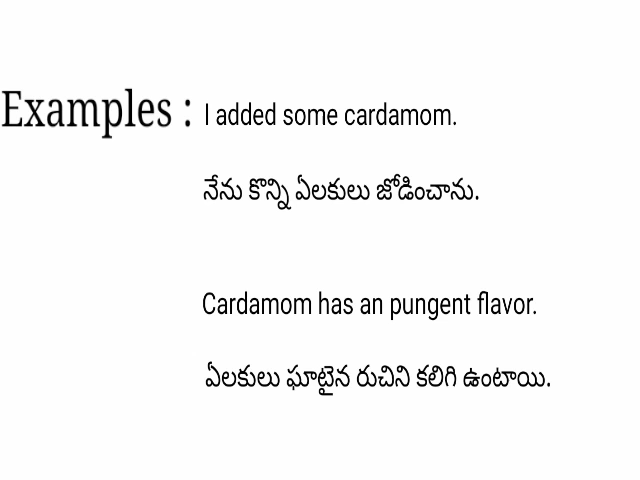 Examples : I added some cardamom.
నేను కొన్ని ఏలకులు జోడించాను.
Cardamom has an pungent flavor.
ఏలకులు ఘాటైన రుచిని కలిగి ఉంటాయి.